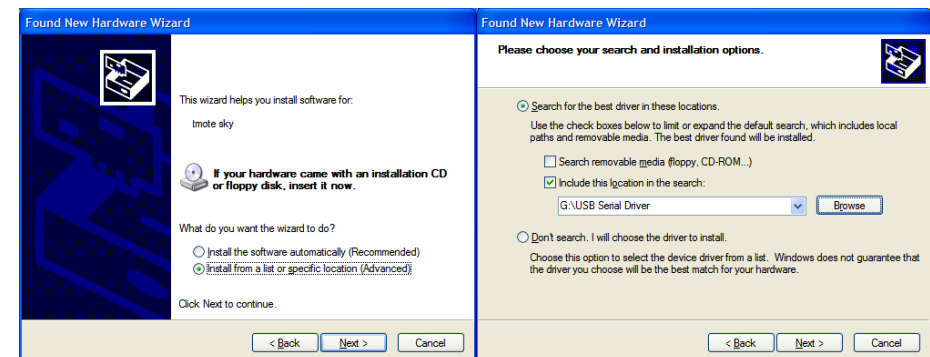 Found New Hardware Wizard
This wizard helps you install software for:
tmote sky
If your hardware came with an installation CD
or floppy disk, insert it now.
What do you want the wizard to do?
Install the software automatically (Recommended)
Install from a list or specific location (Advanced)
Click Next to continue.
< Back
Next >
Cancel
Found New Hardware Wizard
Please choose your search and installation options.
Search for the best driver in these locations.
Use the check boxes below to limit or expand the default search, which includes local
paths and removable media. The best driver found will be installed.
Search removable media (floppy, CD-ROM...)
Include this location in the search:
G:\USB Serial Driver
Browse
Don't search. I will choose the driver to install.
Choose this option to select the device driver from a list. Windows does not guarantee that
the driver you choose will be the best match for your hardware.
< Back
Next >
Cancel